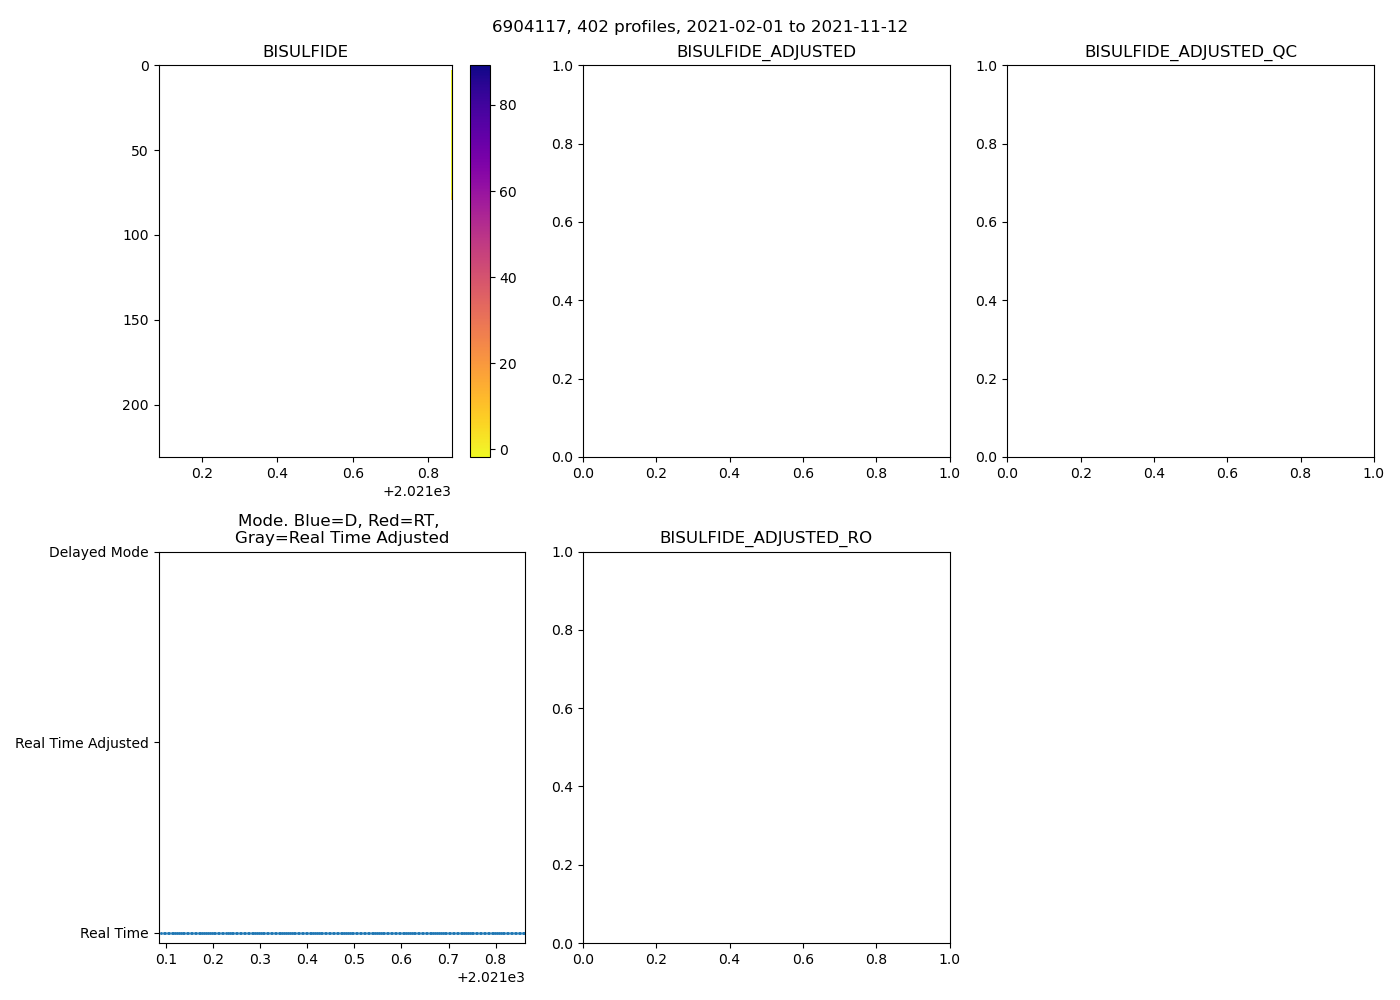 6904117, 402 profiles, 2021-02-01 to 2021-11-12
BISULFIDE
0
50
100
150
200
0.2 0.4 0.6 0.8
+2.021e3
80
60
40
20
0
BISULFIDE_ADJUSTED
1.0
0.8
0.6
0.4
0.2
0.0
0.0 0.2 0.4 0.6 0.8 1.0
BISULFIDE_ADJUSTED_QC
1.0
0.8
0.6
0.4
0.2
0.0
0.0 0.2 0.4 0.6 0.8 1.0
Mode. Blue=D, Red=RT,
Gray=Real Time Adjusted
Delayed Mode
Real Time Adjusted
Real Time
0.1 0.2 0.3 0.4 0.5 0.6 0.7 0.8
+2.021e3
BISULFIDE_ADJUSTED_RO
1.0
0.8
0.6
0.4
0.2
0.0
0.0 0.2 0.4 0.6 0.8 1.0